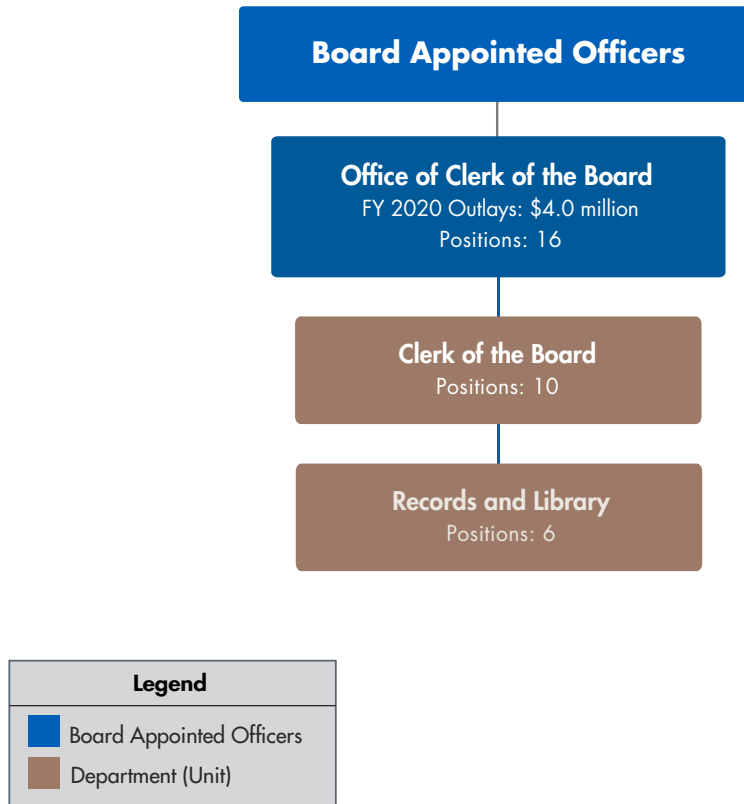 Board Appointed Officers
Office of Clerk of the Board
FY 2020 Outlays: $4.0 million
Positions: 16
Clerk of the Board
Positions: 10
Records and Library
Positions: 6
Legend
Board Appointed Officers
Department (Unit)